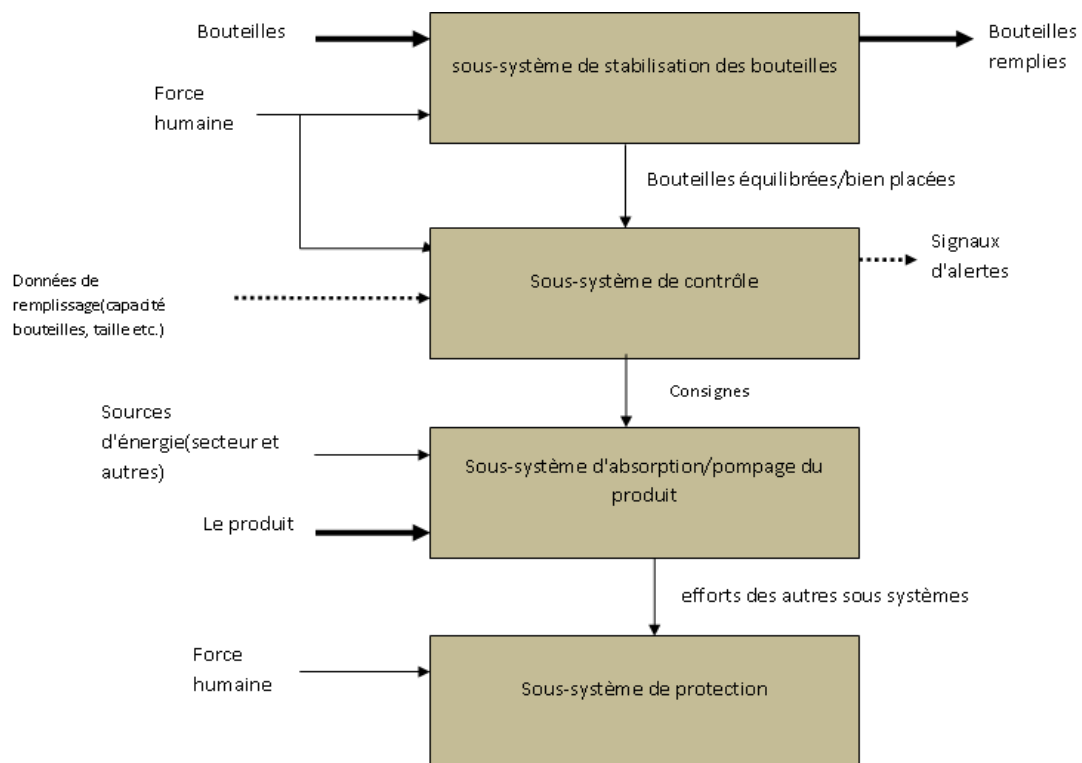 Bouteilles
sous-système de stabilisation des bouteilles
Bouteilles
remplies
Force
humaine
Bouteilles équilibrées/bien placées
Signaux
d'alertes
Données de
remplissage(capacité
bouteilles, taille etc.)
Sous-système de contrôle
Consignes
Sources
d'énergie(secteur et
autres)
Sous-système d'absorption/pompage du
produit
Le produit
efforts des autres sous systèmes
Force
humaine
Sous-système de protection